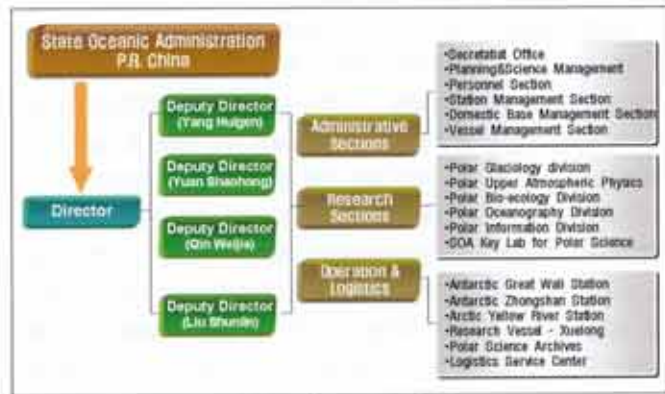 State Oceanic Administration
P.R. China
Director
Deputy Director
(Yang Huigen)
Deputy Director
(Yuan Shaohong)
Deputy Director
(Qin Weijia)
Deputy Director
(Liu Shunlin)
Administrative
Sections
Research
Sections
Operation &
Logistics
•Secretatiat Office
•Planning&Science Management
•Personnel Section
•Station Management Section
•Domestic Base Management Section
•Vessel Management Section
•Polar Glaciology division
•Polar Upper Atmospheric Physics
•Polar Bio-ecology Division
•Polar Oceanography Division
•Polar Information Division
•SOA Key Lab for Polar Science
•Antarctic Great Wall Station
•Antarctic Zhongshan Station
•Arctic Yellow River Station
•Research Vessel - Xuelong
•Polar Science Archives
•Logistics Service Center